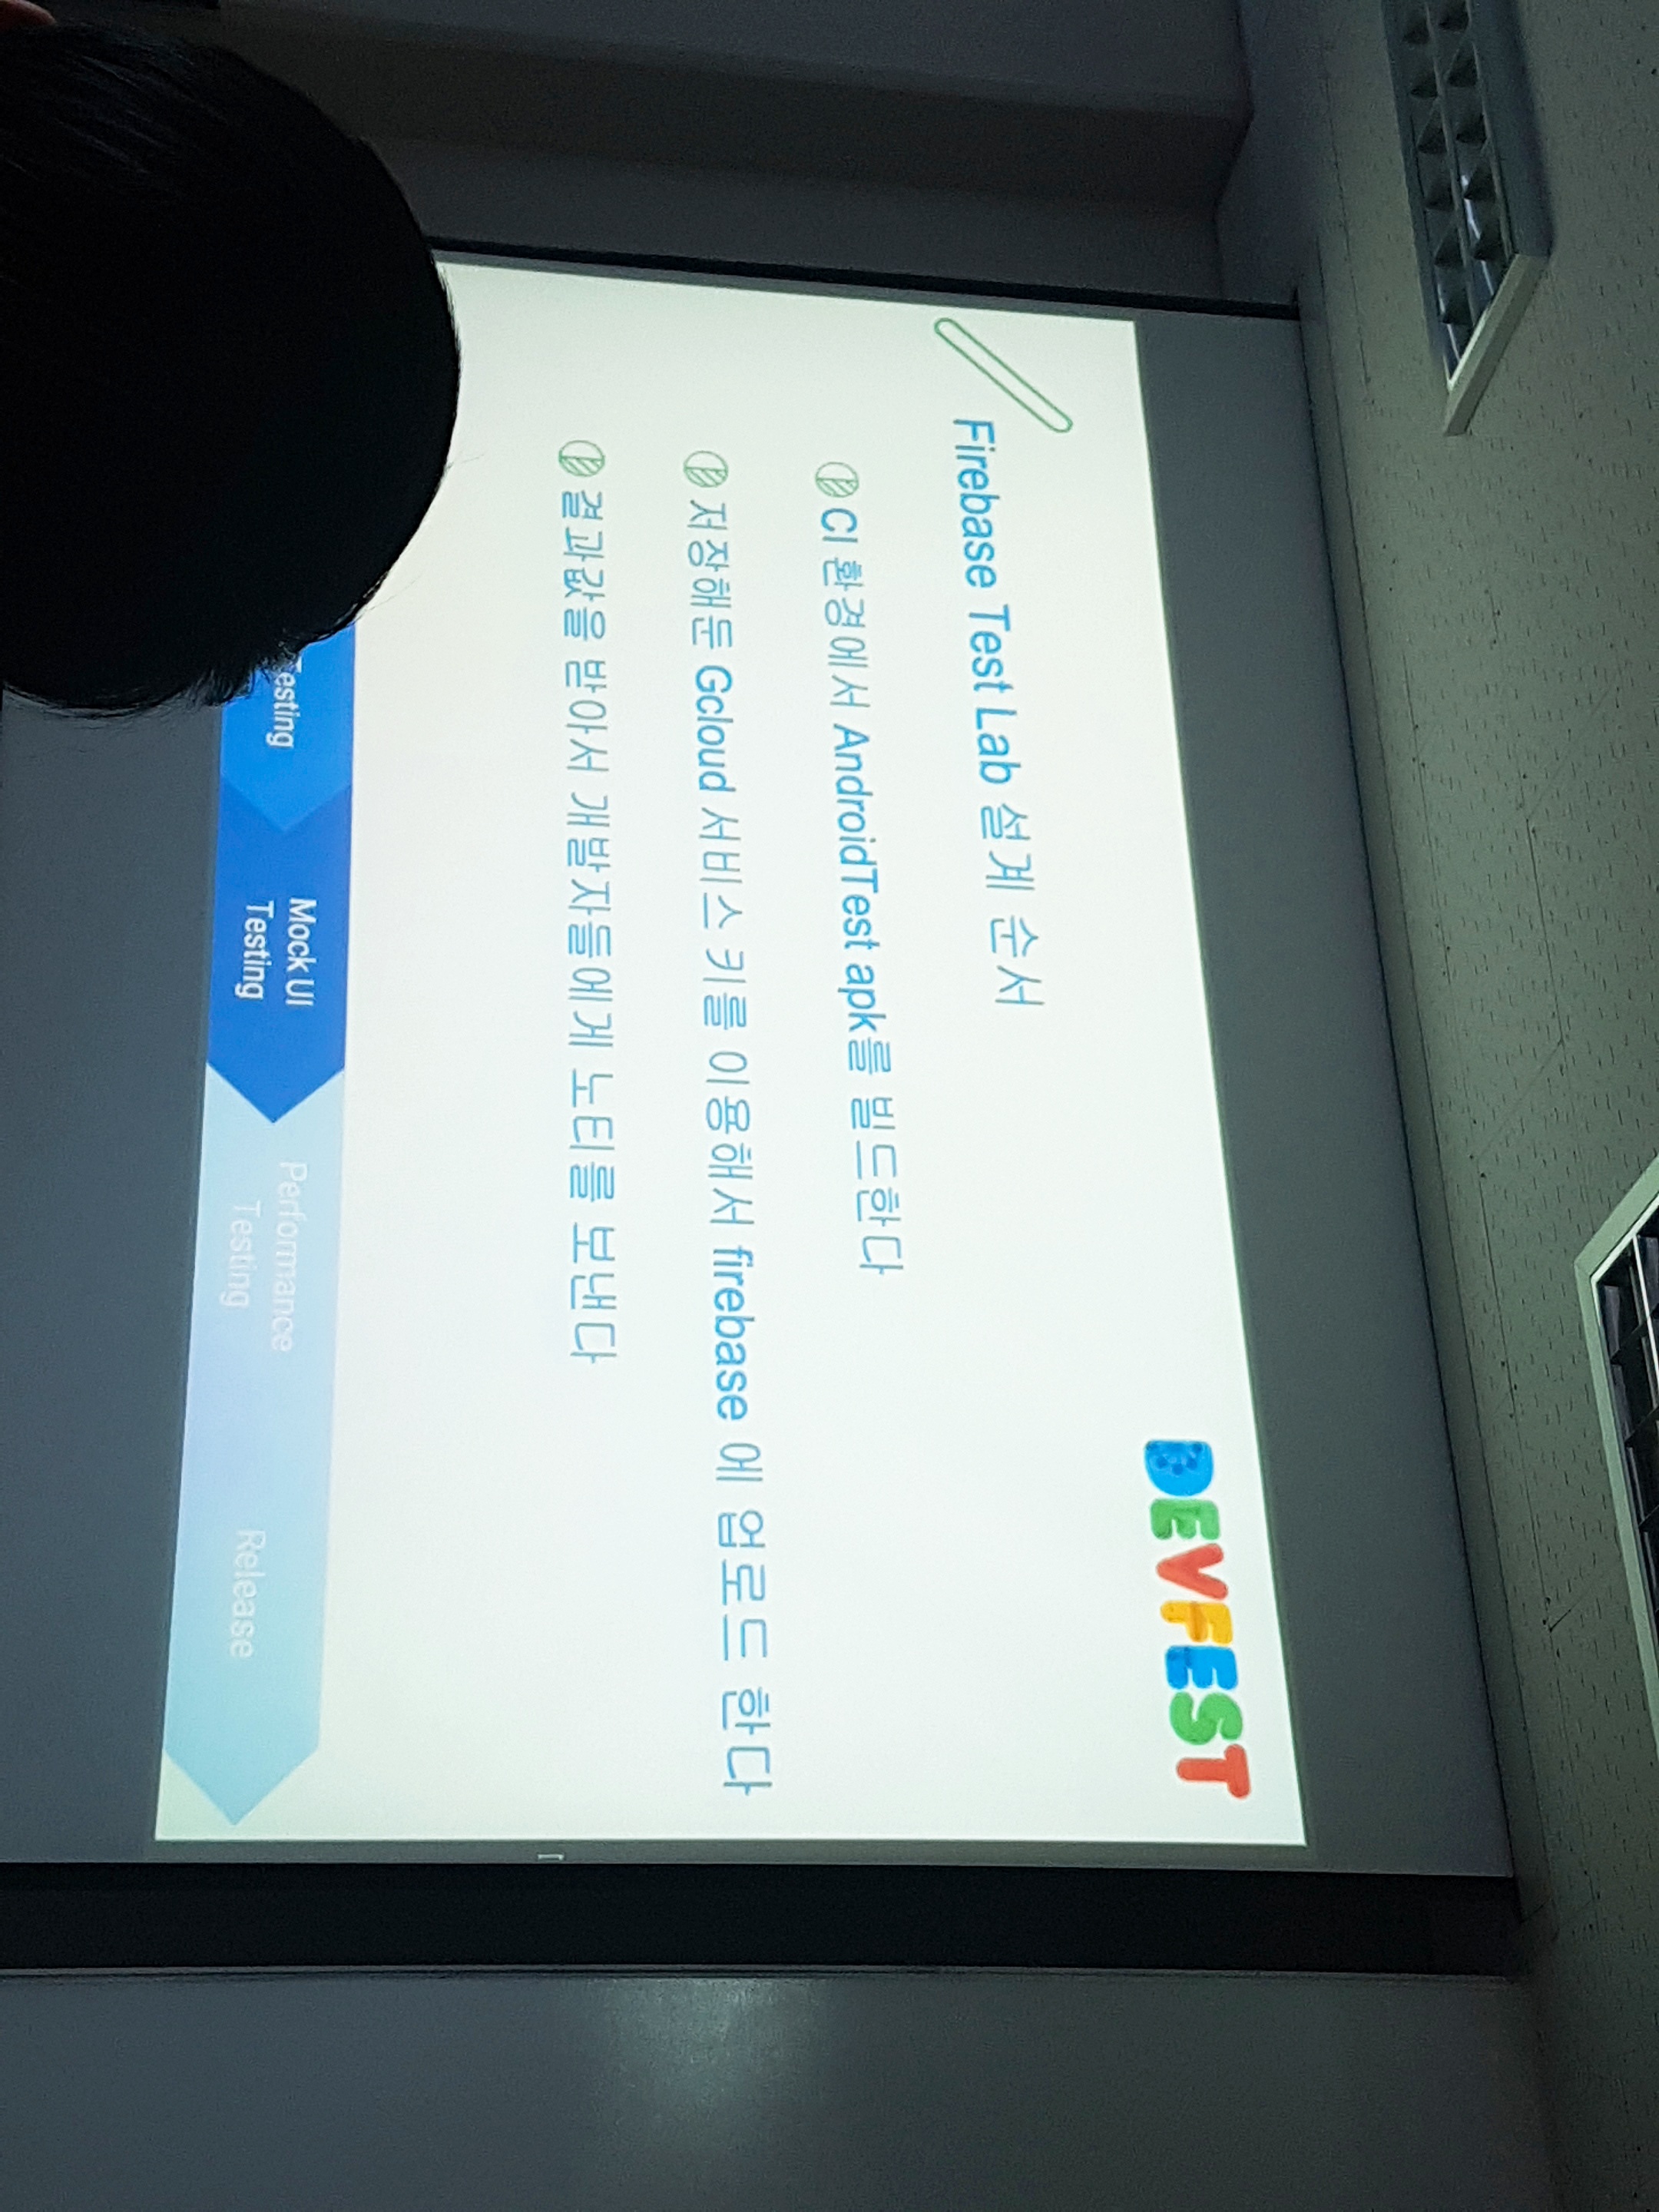 DEVFEST
Firebase Test Lab 설계 순서
CI 환경에서 AndroidTest apk를 빌드한다
저장해둔 Gcloud 서비스 키를 이용해서 firebase 에 업로드 한다
결과값을 받아서 개발자들에게 노티를 보낸다
Testing
Mock UI
Testing
Performance
Testing
Release